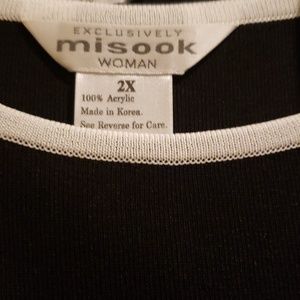 EXCLUSIVELY
misook
WOMAN
2X
100% Acrylic
Made in Korea.
See Reverse for Care.